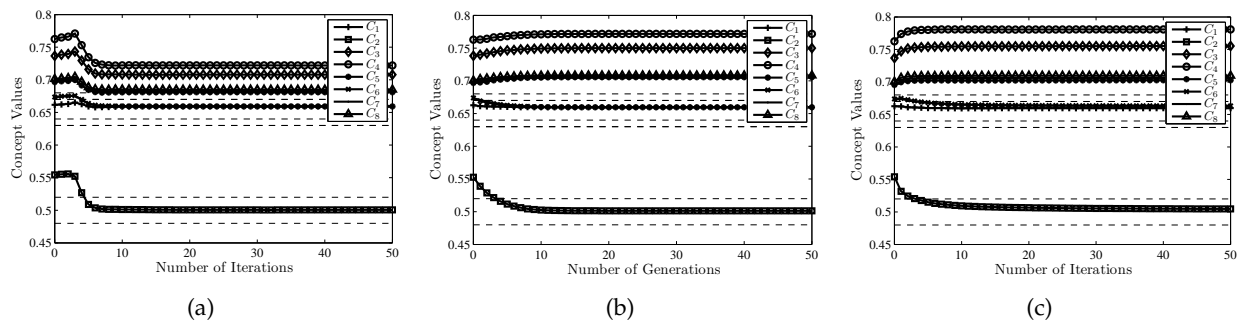 0.8
0.75
0.7
0.65
0.6
0.55
0.5
0.45
Concept Values
0 10 20 30 40 50
Number of Iterations
C1
C2
C3
C4
C5
C6
C7
C8
(a)
0.8
0.75
0.7
0.65
0.6
0.55
0.5
0.45
Concept Values
0 10 20 30 40 50
Number of Generations
C1
C2
C3
C4
C5
C6
C7
C8
(b)
0.8
0.75
0.7
0.65
0.6
0.55
0.5
0.45
Concept Values
0 10 20 30 40 50
Number of Iterations
C1
C2
C3
C4
C5
C6
C7
C8
(c)